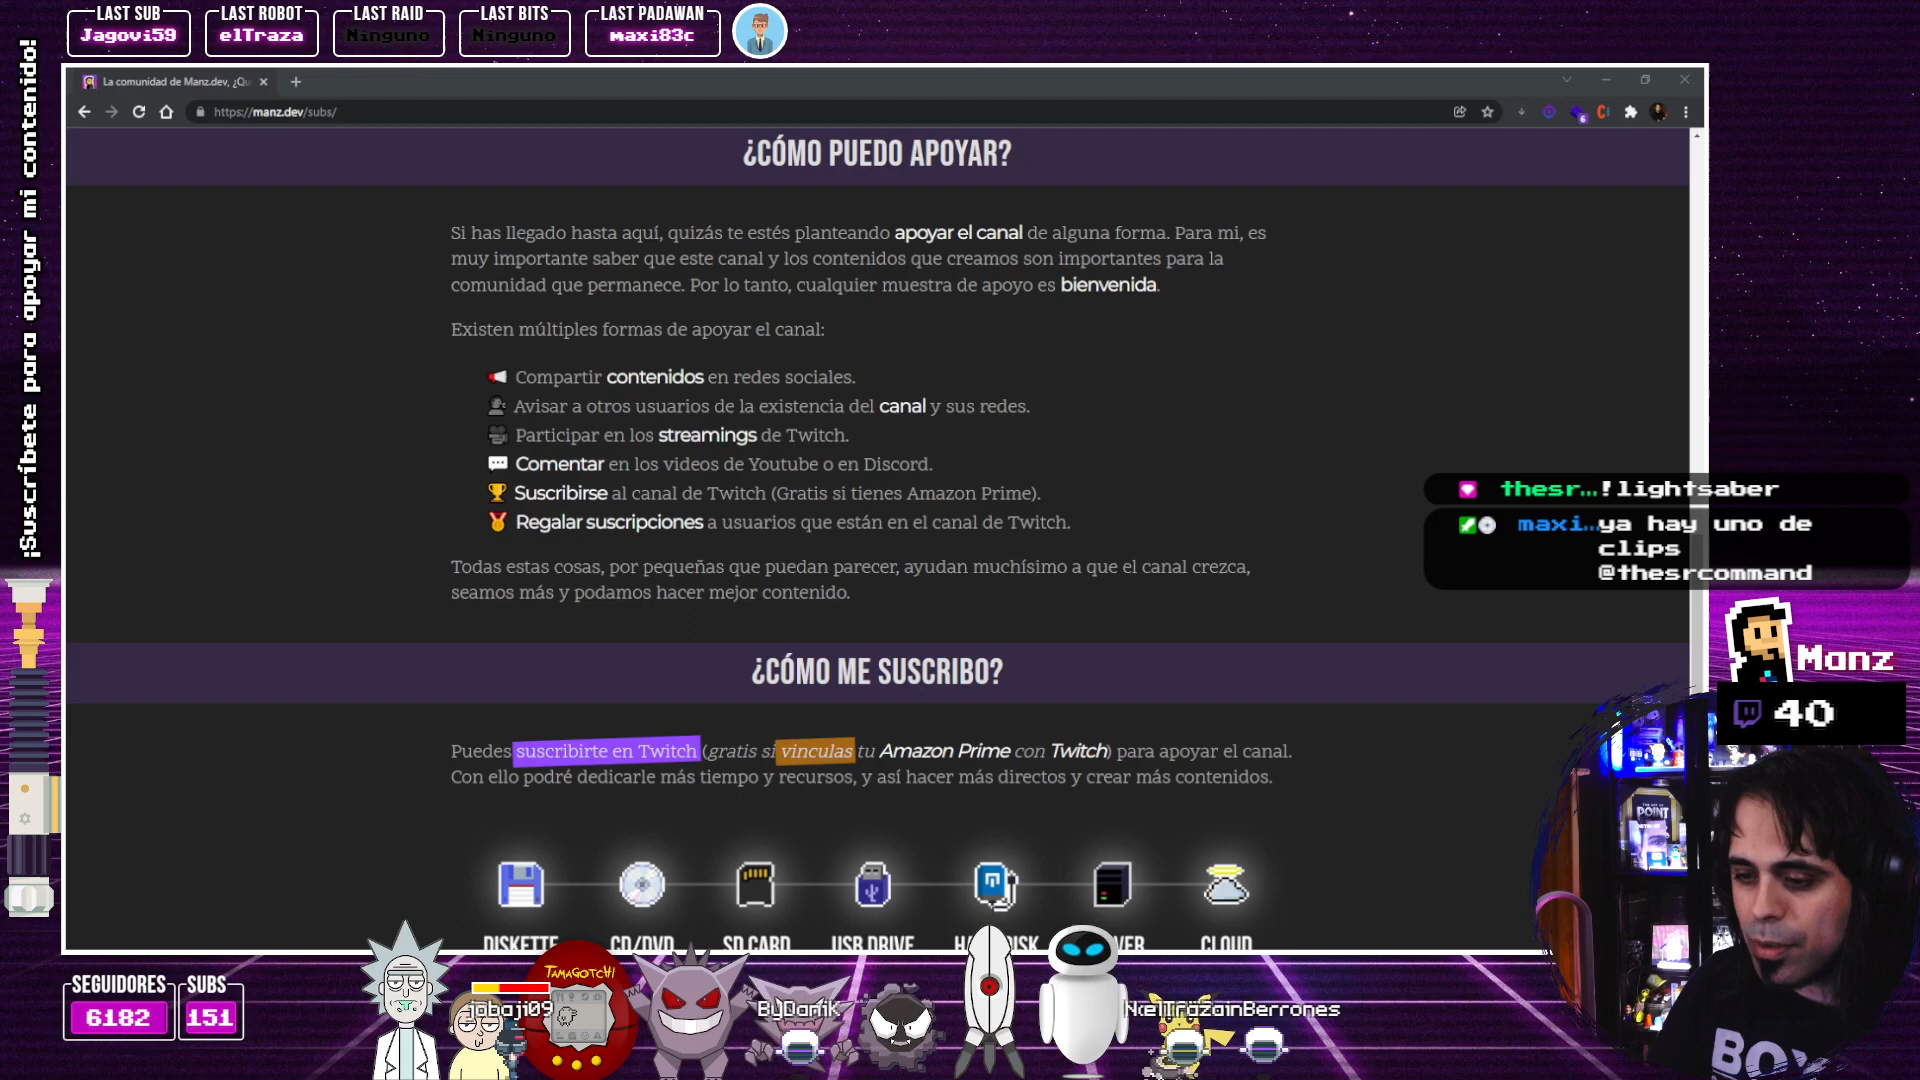 LAST SUB
Jagovi59
LAST ROBOT
elTraza
LAST RAID
Ninguno
LAST BITS
Ninguno
LAST PADAWAN
maxi83c
¡Suscríbete para apoyar mi contenido!
La comunidad de Manz.dev, ¿Qu
https://manz.dev/subs/
6
¿CÓMO PUEDO APOYAR?
Si has llegado hasta aquí, quizás te estés planteando apoyar el canal de alguna forma. Para mi, es
muy importante saber que este canal y los contenidos que creamos son importantes para la
comunidad que permanece. Por lo tanto, cualquier muestra de apoyo es bienvenida.
Existen múltiples formas de apoyar el canal:
Compartir contenidos en redes sociales.
Avisar a otros usuarios de la existencia del canal y sus redes.
Participar en los streamings de Twitch.
Comentar en los videos de Youtube o en Discord.
Suscribirse al canal de Twitch (Gratis si tienes Amazon Prime).
Regalar suscripciones a usuarios que están en el canal de Twitch.
Todas estas cosas, por pequeñas que puedan parecer, ayudan muchísimo a que el canal crezca,
seamos más y podamos hacer mejor contenido.
¿CÓMO ME SUSCRIBO?
Puedes suscribirte en Twitch (gratis si vinculas tu Amazon Prime con Twitch) para apoyar el canal.
Con ello podré dedicarle más tiempo y recursos, y así hacer más directos y crear más contenidos.
DISKETTE
CD/DVD
SD CARD
USB DRIVE
CLOUD
thesr...!lightsaber
maxi...ya hay uno de
clips
@thesrcommand
Manz
40
POINT
SEGUIDORES
6182
SUBS
151
TAMAGOTCHI
jobaji09
ByDaniK